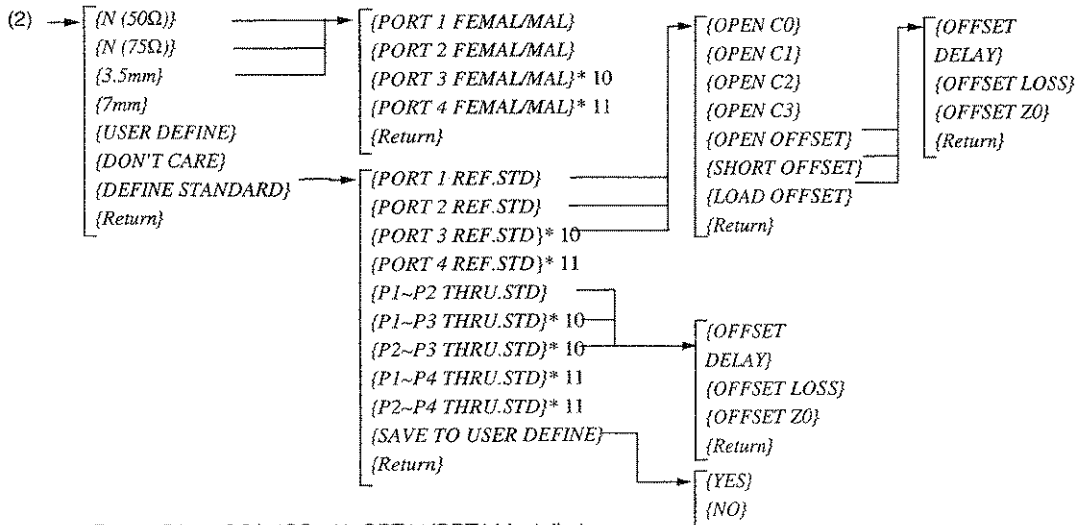 (2)
{N (50Ω)}
{N (75Ω)}
{3.5mm}
{7mm}
{USER DEFINE}
{DON'T CARE}
{DEFINE STANDARD}
{Return}
{PORT 1 FEMAL/MAL}
{PORT 2 FEMAL/MAL}
{PORT 3 FEMAL/MAL}* 10
{PORT 4 FEMAL/MAL}* 11
{Return}
{PORT 1 REF.STD}
{PORT 2 REF.STD}
{PORT 3 REF.STD}* 10
{PORT 4 REF.STD}* 11
{P1~P2 THRU.STD}
{P1~P3 THRU.STD}* 10
{P2~P3 THRU.STD}* 10
{P1~P4 THRU.STD}* 11
{P2~P4 THRU.STD}* 11
{SAVE TO USER DEFINE}
{Return}
{OPEN C0}
{OPEN C1}
{OPEN C2}
{OPEN C3}
{OPEN OFFSET}
{SHORT OFFSET}
{LOAD OFFSET}
{Return}
{OFFSET
DELAY}
{OFFSET LOSS}
{OFFSET Z0}
{Return}
{OFFSET
DELAY}
{OFFSET LOSS}
{OFFSET Z0}
{Return}
{YES}
{NO}